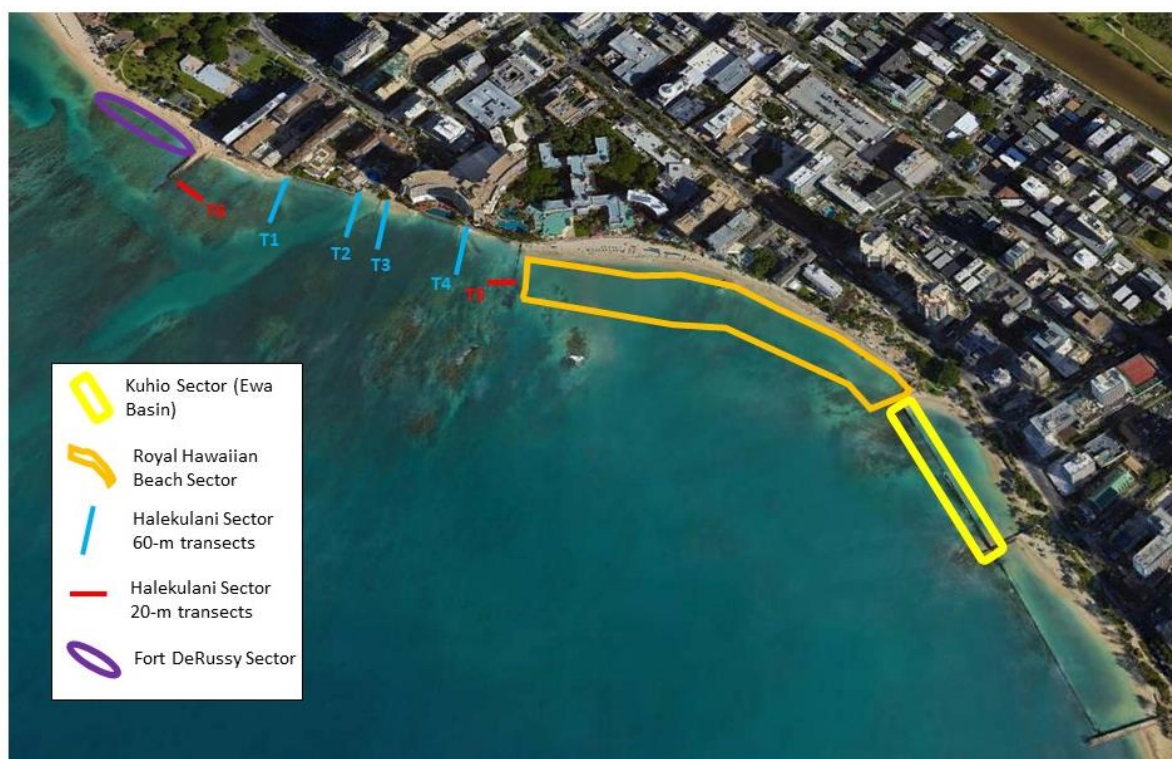 T6
T1
T2
T3
T4
T5
Kuhio Sector (Ewa
Basin)
Royal Hawaiian
Beach Sector
Halekulani Sector
60-m transects
Halekulani Sector
20-m transects
Fort DeRussy Sector